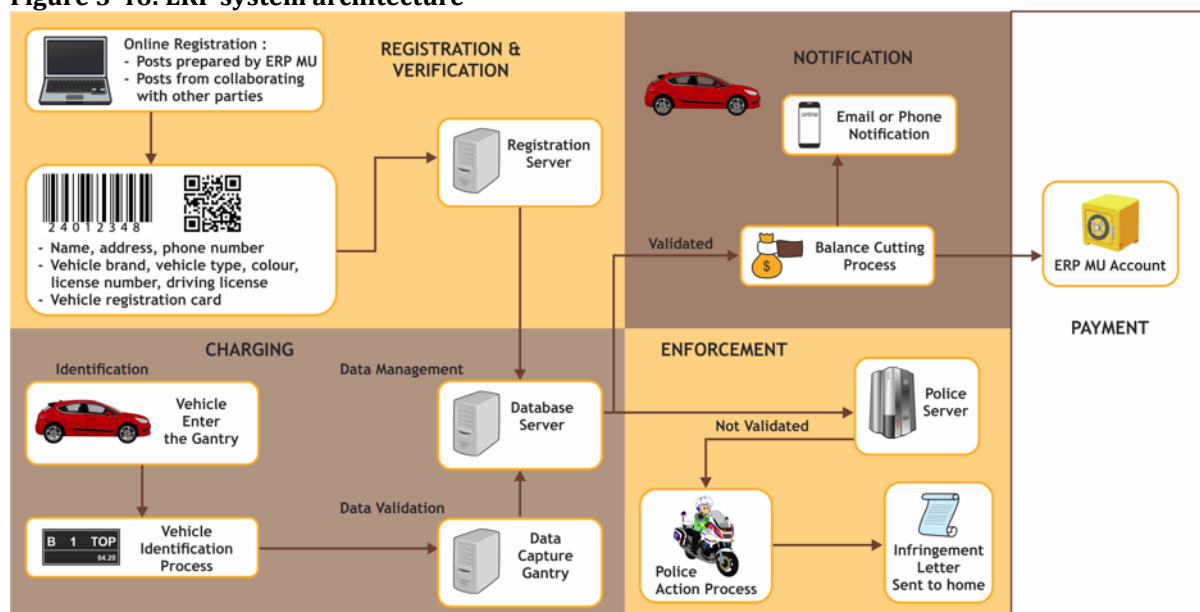 Figure 3-16. ERP system architecture
Online Registration :
- Posts prepared by ERP MU
- Posts from collaborating
with other parties
REGISTRATION &
VERIFICATION
24012348
- Name, address, phone number
- Vehicle brand, vehicle type, colour,
license number, driving license
- Vehicle registration card
Registration
Server
NOTIFICATION
online
Email or Phone
Notification
Validated
$
Balance Cutting
Process
ERP MU Account
PAYMENT
CHARGING
Identification
Vehicle
Enter
the Gantry
B 1 TOP
04.20
Vehicle
Identification
Process
Data Management
Database
Server
Data Validation
Data
Capture
Gantry
ENFORCEMENT
Police
Server
Not Validated
Police
Action Process
Infringement
Letter
Sent to home